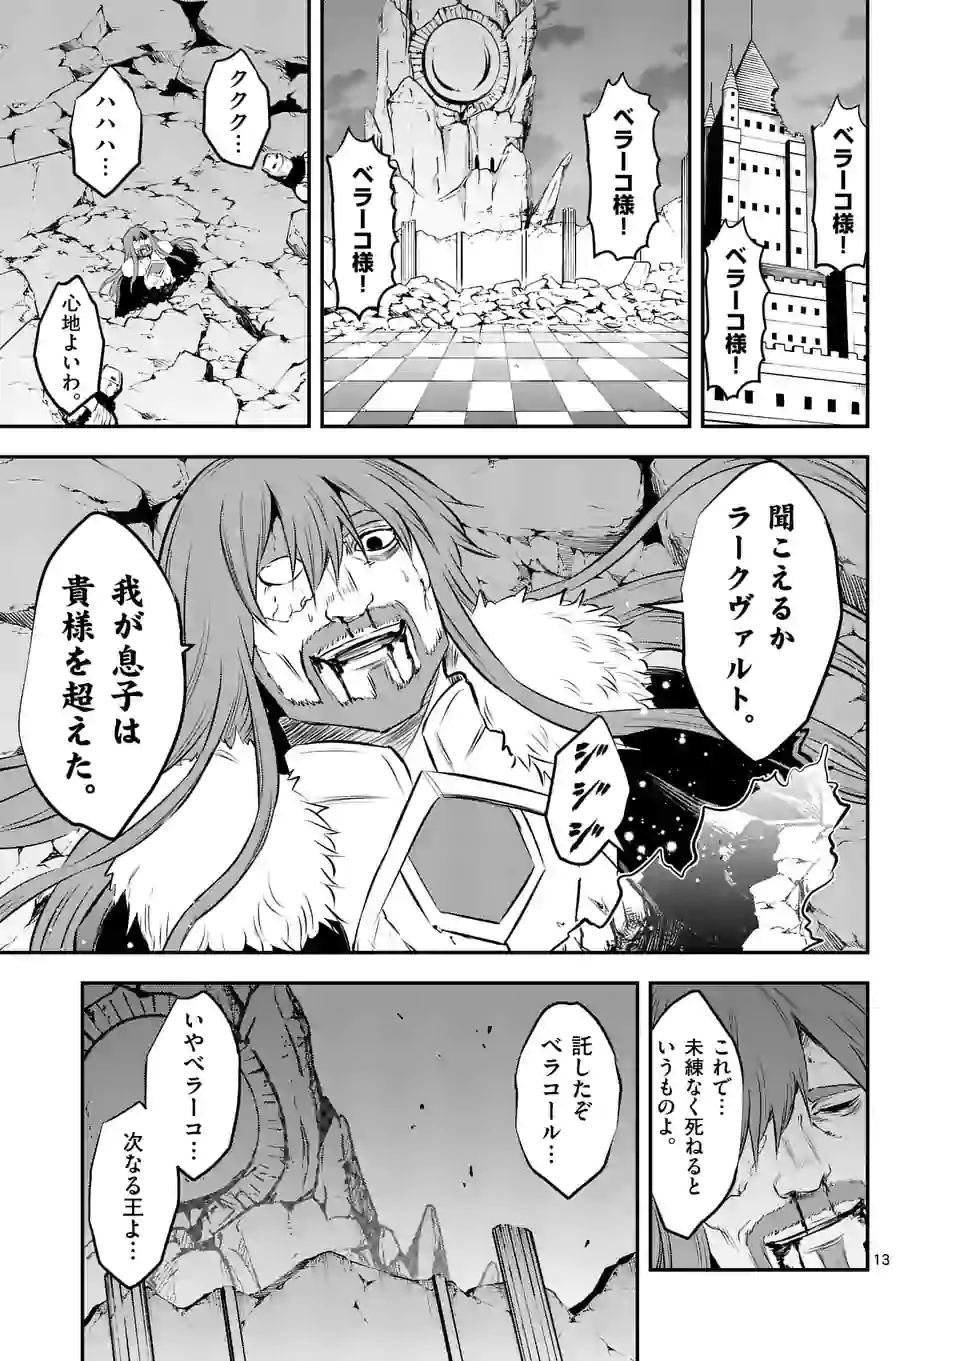 ベラーコ様！
ベラーコ様！
ベラーコ様！
ベラーコ様！
ククク…
ハハハ…
心地よいわ。
聞こえるか
ラークヴァルト。
ジジジ
我が息子は
貴様を超えた。
これで…
未練なく死ねると
いうものよ。
託したぞ
ベラコール…
いやベラーコ…
次なる王よ…
13